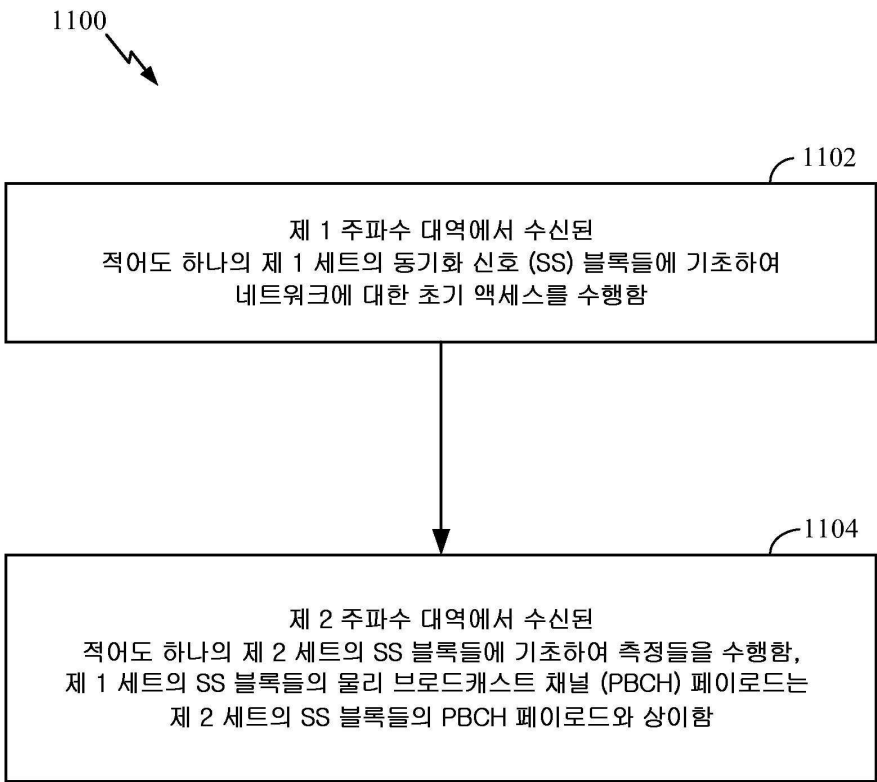 1100
1102
제 1 주파수 대역에서 수신된
적어도 하나의 제 1 세트의 동기화 신호 (SS) 블록들에 기초하여
네트워크에 대한 초기 액세스를 수행함
1104
제 2 주파수 대역에서 수신된
적어도 하나의 제 2 세트의 SS 블록들에 기초하여 측정들을 수행함,
제 1 세트의 SS 블록들의 물리 브로드캐스트 채널 (PBCH) 페이로드는
제 2 세트의 SS 블록들의 PBCH 페이로드와 상이함